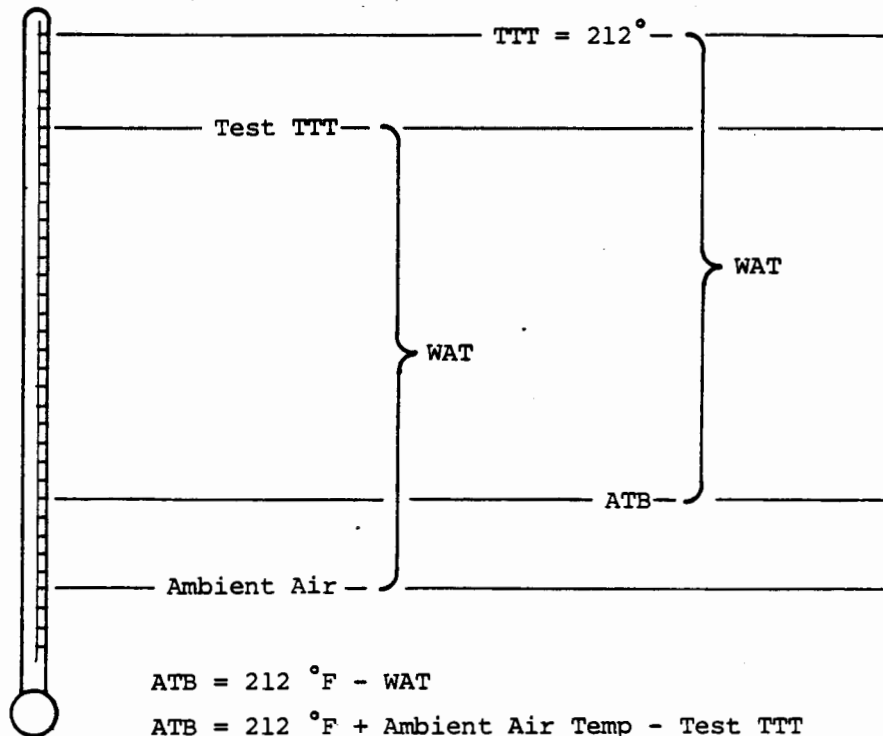 TTT = 212°
Test TTT
WAT
WAT
ATB
Ambient Air
ATB = 212 °F - WAT
ATB = 212 °F + Ambient Air Temp - Test TTT